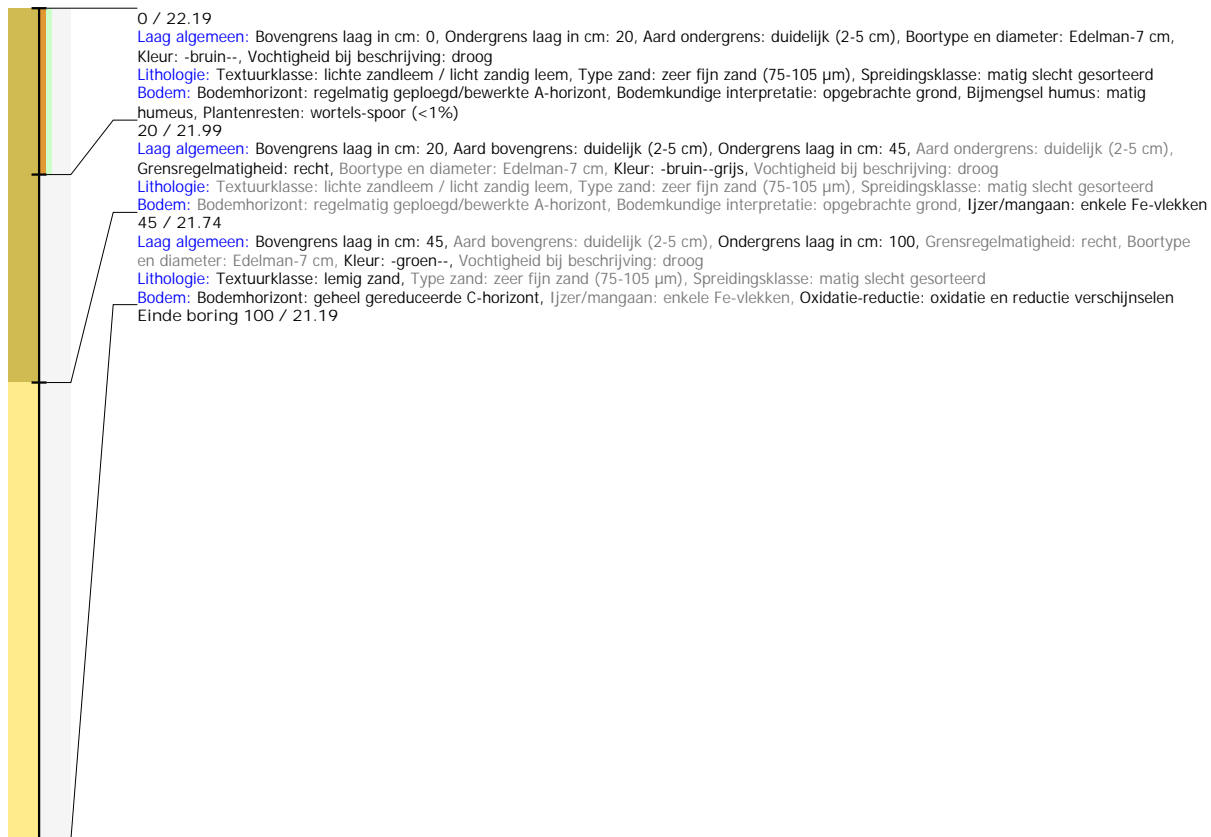 0 / 22.19
Laag algemeen: Bovengrens laag in cm: 0, Ondergrens laag in cm: 20, Aard ondergrens: duidelijk (2-5 cm), Boortype en diameter: Edelman-7 cm,
Kleur: -bruin--, Vochtigheid bij beschrijving: droog
Lithologie: Textuurklasse: lichte zandleem / licht zandig leem, Type zand: zeer fijn zand (75-105 µm), Spreidingsklasse: matig slecht gesorteerd
Bodem: Bodemhorizont: regelmatig geploegd/bewerkte A-horizont, Bodemkundige interpretatie: opgebrachte grond, Bijmengsel humus: matig
humeus, Plantenresten: wortels-spoor (<1%)
20 / 21.99
Laag algemeen: Bovengrens laag in cm: 20, Aard bovengrens: duidelijk (2-5 cm), Ondergrens laag in cm: 45, Aard ondergrens: duidelijk (2-5 cm),
Grensregelmatigheid: recht, Boortype en diameter: Edelman-7 cm, Kleur: -bruin--grijs, Vochtigheid bij beschrijving: droog
Lithologie: Textuurklasse: lichte zandleem / licht zandig leem, Type zand: zeer fijn zand (75-105 µm), Spreidingsklasse: matig slecht gesorteerd
Bodem: Bodemhorizont: regelmatig geploegd/bewerkte A-horizont, Bodemkundige interpretatie: opgebrachte grond, Ijzer/mangaan: enkele Fe-vlekken
45 / 21.74
Laag algemeen: Bovengrens laag in cm: 45, Aard bovengrens: duidelijk (2-5 cm), Ondergrens laag in cm: 100, Grensregelmatigheid: recht, Boortype
en diameter: Edelman-7 cm, Kleur: -groen--, Vochtigheid bij beschrijving: droog
Lithologie: Textuurklasse: lemig zand, Type zand: zeer fijn zand (75-105 µm), Spreidingsklasse: matig slecht gesorteerd
Bodem: Bodemhorizont: geheel gereduceerde C-horizont, Ijzer/mangaan: enkele Fe-vlekken, Oxidatie-reductie: oxidatie en reductie verschijnselen
Einde boring 100 / 21.19